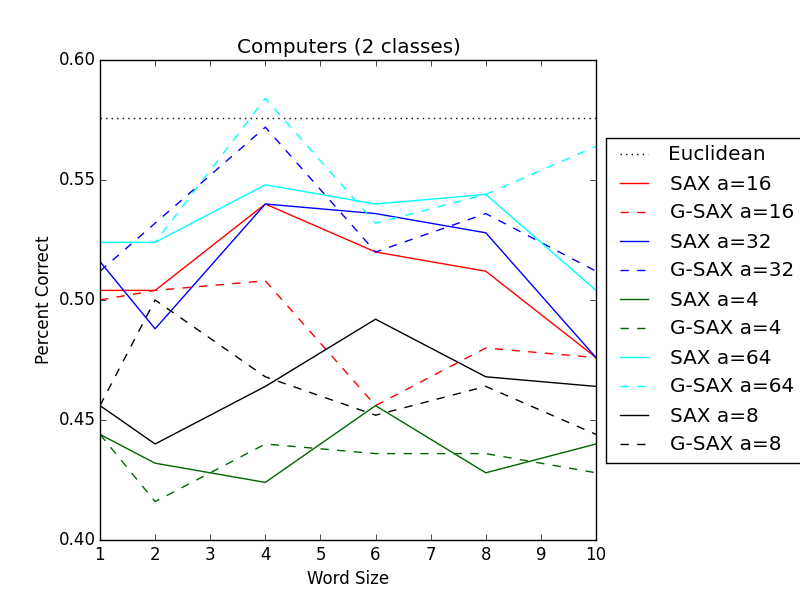 Computers (2 classes)
0.60
0.55
0.50
0.45
0.40
Percent Correct
1 2 3 4 5 6 7 8 9 10
Word Size
Euclidean
SAX a=16
G-SAX a=16
SAX a=32
G-SAX a=32
SAX a=4
G-SAX a=4
SAX a=64
G-SAX a=64
SAX a=8
G-SAX a=8